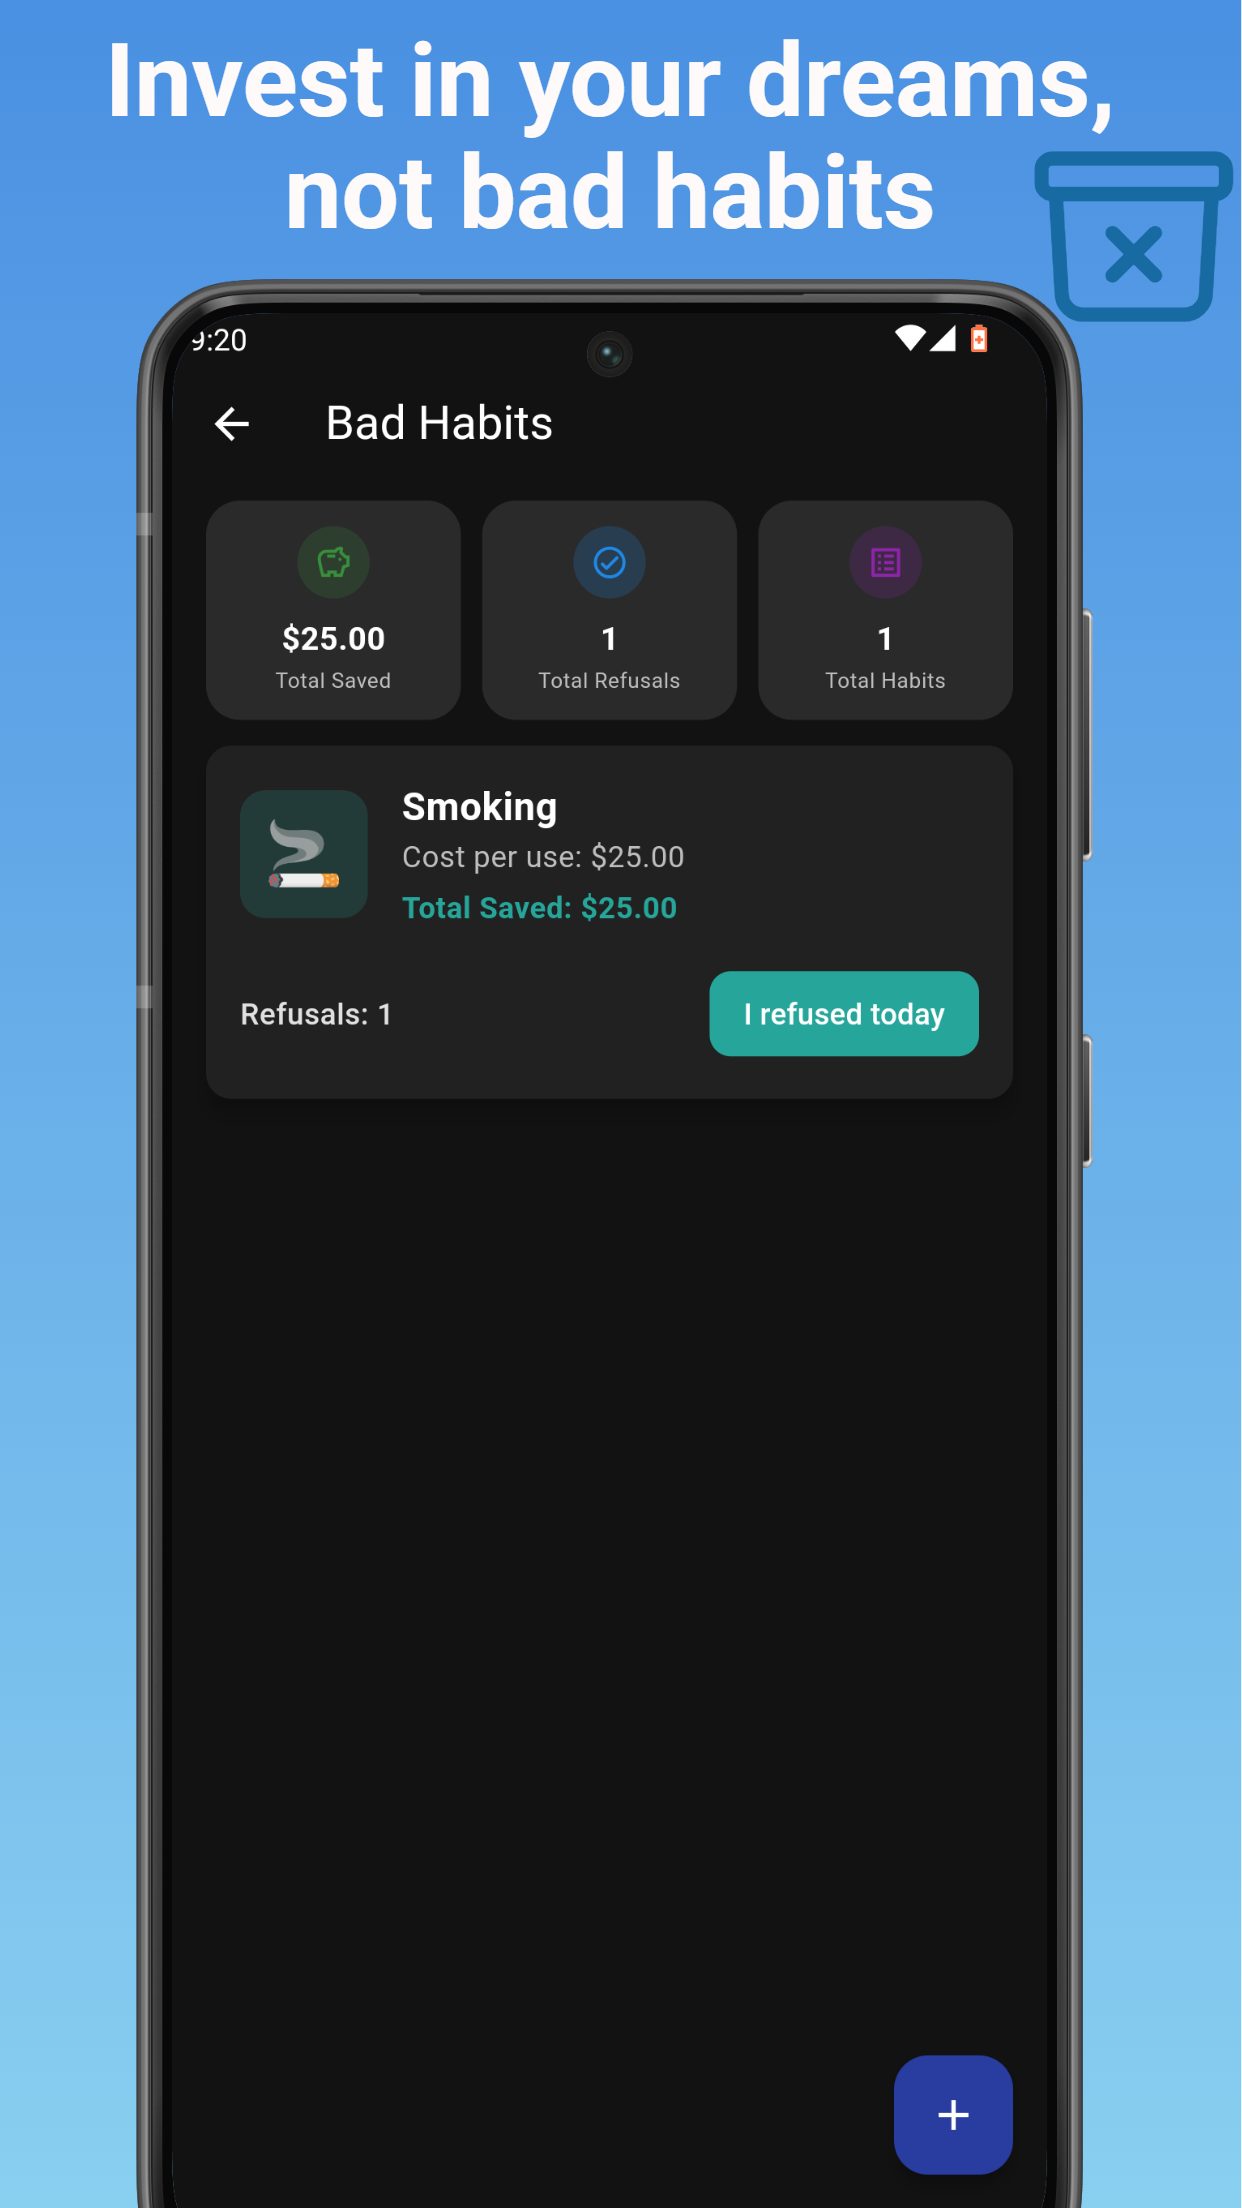 Invest in your dreams,
not bad habits
9:20
Bad Habits
$25.00
Total Saved
1
Total Refusals
1
Total Habits
Smoking
Cost per use: $25.00
Total Saved: $25.00
Refusals: 1
I refused today